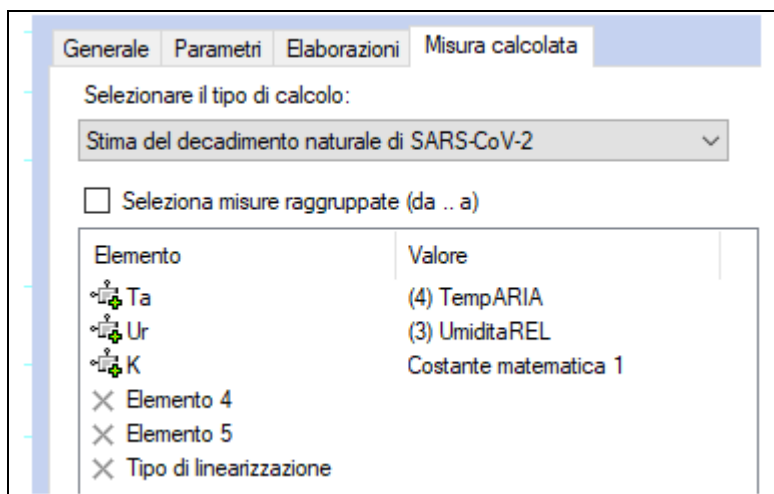 Generale Parametri Elaborazioni Misura calcolata
Selezionare il tipo di calcolo:
Stima del decadimento naturale di SARS-CoV-2
Seleziona misure raggruppate (da .. a)
Elemento Valore
Ta (4) TempARIA
Ur (3) UmiditaREL
K Costante matematica 1
Elemento 4
Elemento 5
Tipo di linearizzazione